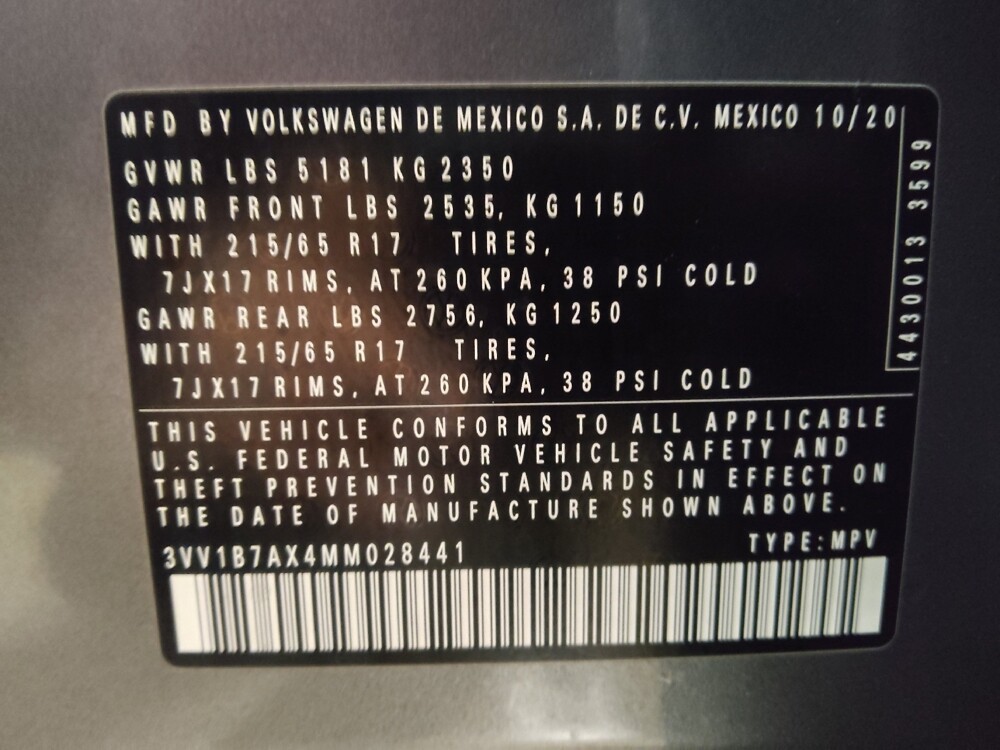 MFD BY VOLKSWAGEN DE MEXICO S.A. DE C.V. MEXICO 10/20
GVWR LBS 5181 KG 2350
GAWR FRONT LBS 2535, KG 1150
WITH 215/65 R17 TIRES,
7JX17 RIMS, AT 260 KPA, 38 PSI COLD
GAWR REAR LBS 2756, KG 1250
WITH 215/65 R17 TIRES,
7JX17 RIMS, AT 260 KPA, 38 PSI COLD
4430013 3599
THIS VEHICLE CONFORMS TO ALL APPLICABLE
U.S. FEDERAL MOTOR VEHICLE SAFETY AND
THEFT PREVENTION STANDARDS IN EFFECT ON
THE DATE OF MANUFACTURE SHOWN ABOVE.
3VV1B7AX4MM028441 TYPE:MPV